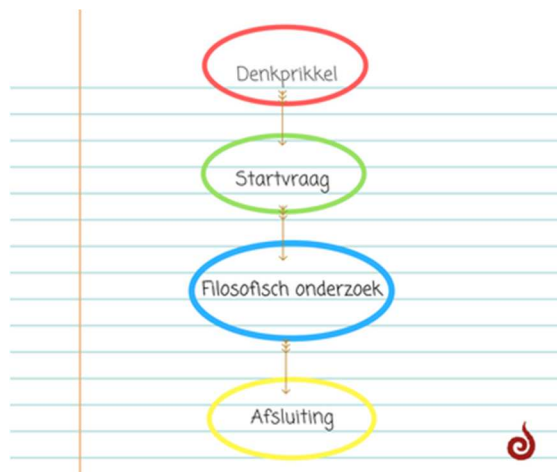 Denkprikkel
Startvraag
Filosofisch onderzoek
Afsluiting